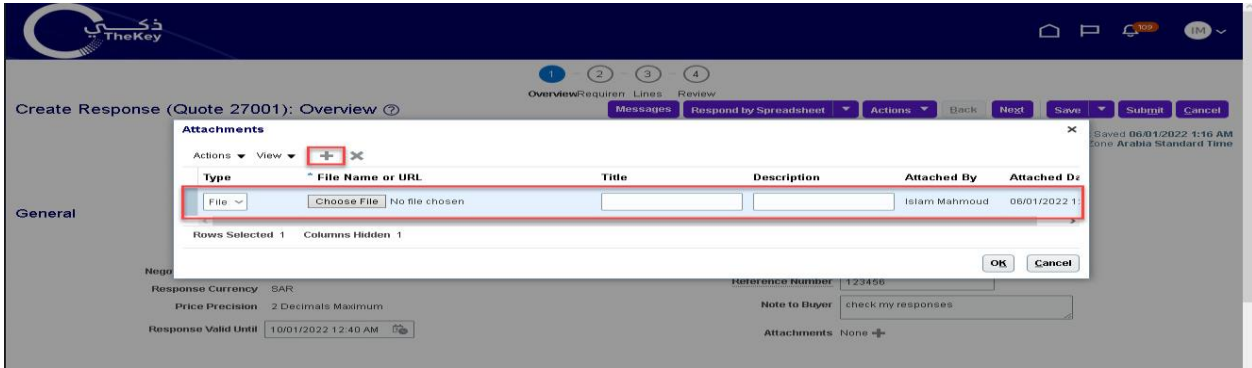 ذكي
TheKey
109
IM
1 2 3 4
Overview Requiren Lines Review
Create Response (Quote 27001): Overview ?
Messages Respond by Spreadsheet Actions Back Next Save Submit Cancel
Attachments
Saved 06/01/2022 1:16 AM
Zone Arabia Standard Time
Actions View
Type File Name or URL Title Description Attached By Attached Da
File Choose File No file chosen Islam Mahmoud 06/01/2022 1:
General
Rows Selected 1 Columns Hidden 1
OK Cancel
Nego
Reference Number 123456
Response Currency SAR
Price Precision 2 Decimals Maximum
Note to Buyer check my responses
Response Valid Until 10/01/2022 12:40 AM
Attachments None